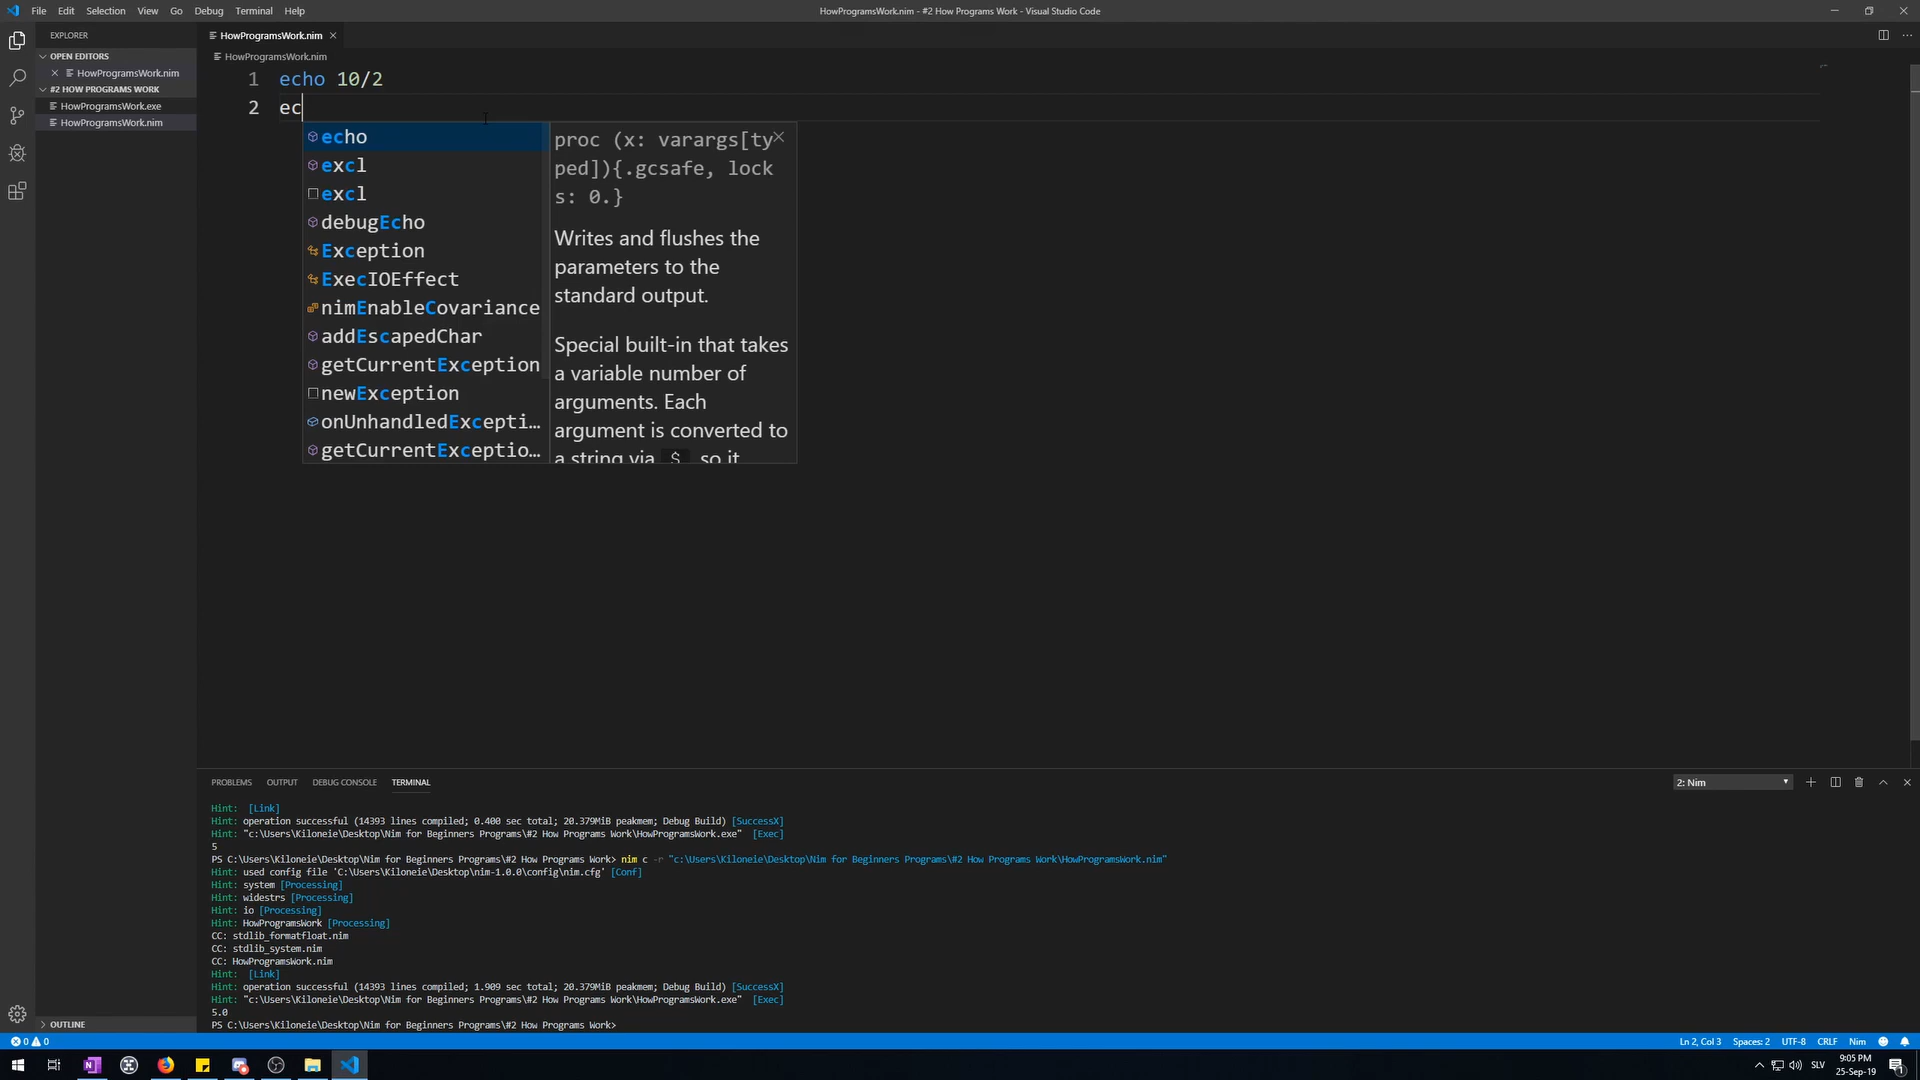 File Edit Selection View Go Debug Terminal Help
HowProgramsWork.nim - #2 How Programs Work - Visual Studio Code
EXPLORER
OPEN EDITORS
HowProgramsWork.nim
#2 HOW PROGRAMS WORK
HowProgramsWork.exe
HowProgramsWork.nim
OUTLINE
HowProgramsWork.nim
HowProgramsWork.nim
1 echo 10/2
2 ec
echo
excl
excl
debugEcho
Exception
ExecIOEffect
nimEnableCovariance
addEscapedChar
getCurrentException
newException
onUnhandledExcepti…
getCurrentExceptio…
proc (x: varargs[ty
ped]){.gcsafe, lock
s: 0.}
Writes and flushes the
parameters to the
standard output.
Special built-in that takes
a variable number of
arguments. Each
argument is converted to
a string via $ so it
PROBLEMS OUTPUT DEBUG CONSOLE TERMINAL
2: Nim
Hint: [Link]
Hint: operation successful (14393 lines compiled; 0.400 sec total; 20.379MiB peakmem; Debug Build) [SuccessX]
Hint: "c:\Users\Kiloneie\Desktop\Nim for Beginners Programs\#2 How Programs Work\HowProgramsWork.exe" [Exec]
5
PS C:\Users\Kiloneie\Desktop\Nim for Beginners Programs\#2 How Programs Work> nim c -r "c:\Users\Kiloneie\Desktop\Nim for Beginners Programs\#2 How Programs Work\HowProgramsWork.nim"
Hint: used config file 'C:\Users\Kiloneie\Desktop\nim-1.0.0\config\nim.cfg' [Conf]
Hint: system [Processing]
Hint: widestrs [Processing]
Hint: io [Processing]
Hint: HowProgramsWork [Processing]
CC: stdlib_formatfloat.nim
CC: stdlib_system.nim
CC: HowProgramsWork.nim
Hint: [Link]
Hint: operation successful (14393 lines compiled; 1.909 sec total; 20.379MiB peakmem; Debug Build) [SuccessX]
Hint: "c:\Users\Kiloneie\Desktop\Nim for Beginners Programs\#2 How Programs Work\HowProgramsWork.exe" [Exec]
5.0
PS C:\Users\Kiloneie\Desktop\Nim for Beginners Programs\#2 How Programs Work>
0 0
Ln 2, Col 3 Spaces: 2 UTF-8 CRLF Nim
SLV
9:05 PM
25-Sep-19